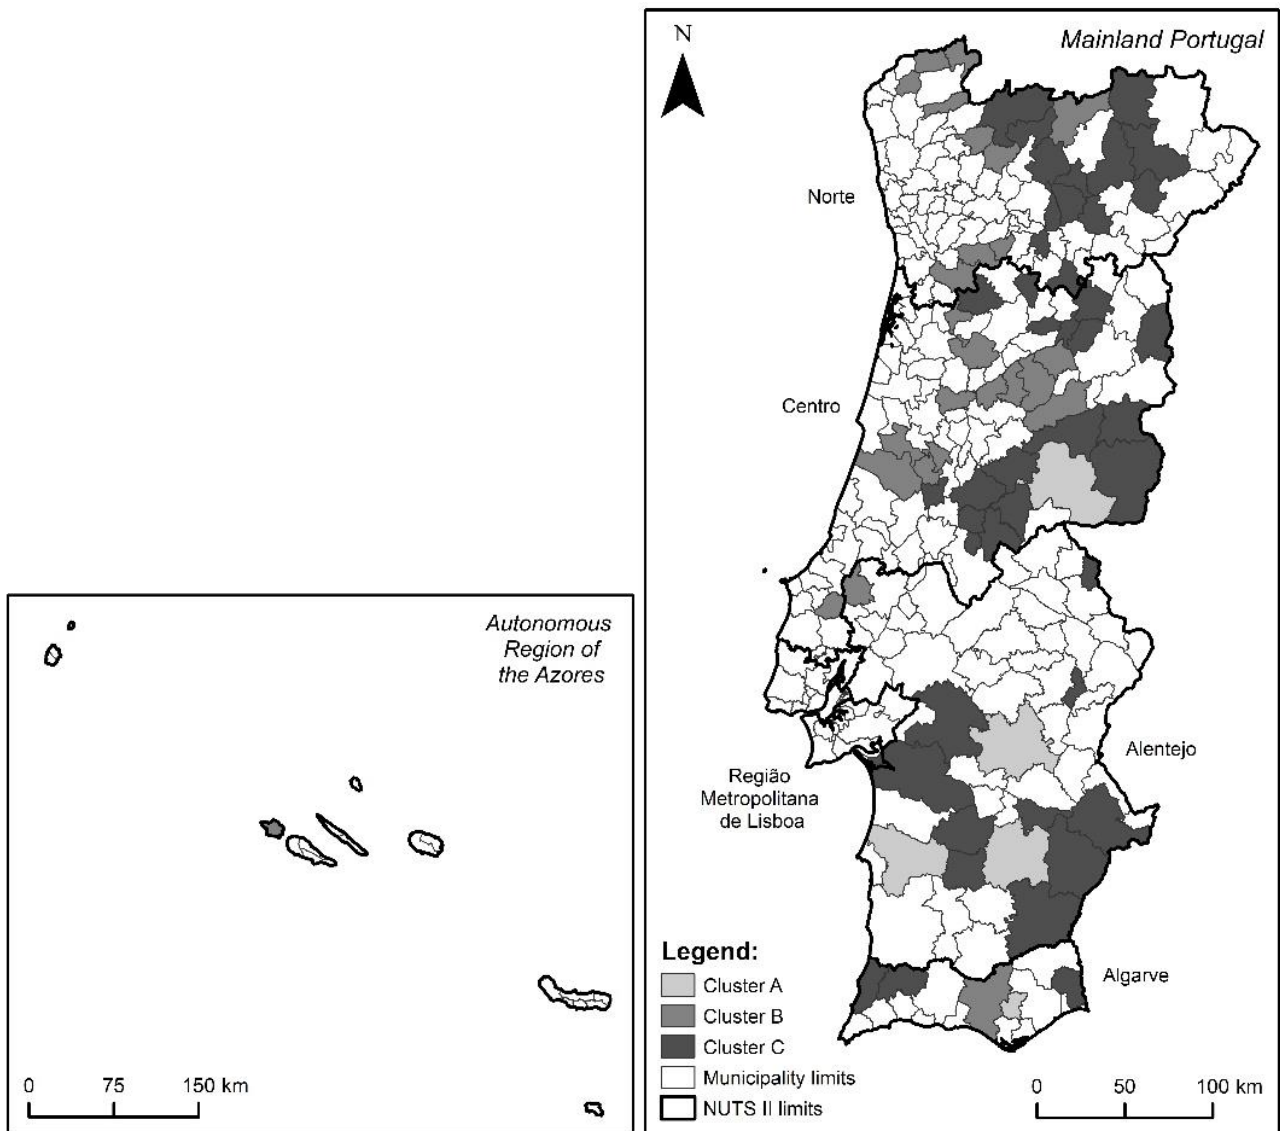 N
Mainland Portugal
Norte
Centro
Região
Metropolitana
de Lisboa
Alentejo
Algarve
Legend:
Cluster A
Cluster B
Cluster C
Municipality limits
NUTS II limits
0 50 100 km
Autonomous
Region of
the Azores
0 75 150 km